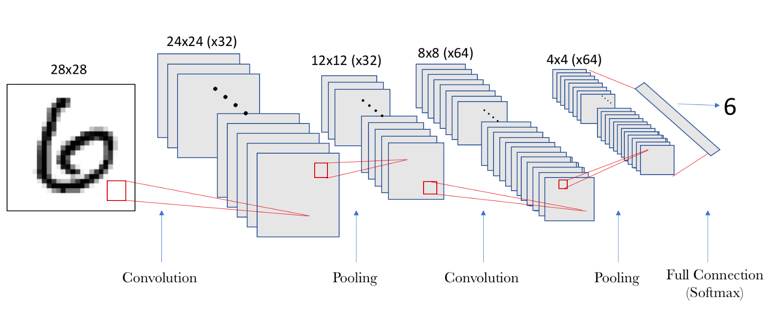 28x28
24x24 (x32)
12x12 (x32)
8x8 (x64)
4x4 (x64)
6
Convolution
Pooling
Convolution
Pooling
Full Connection
(Softmax)